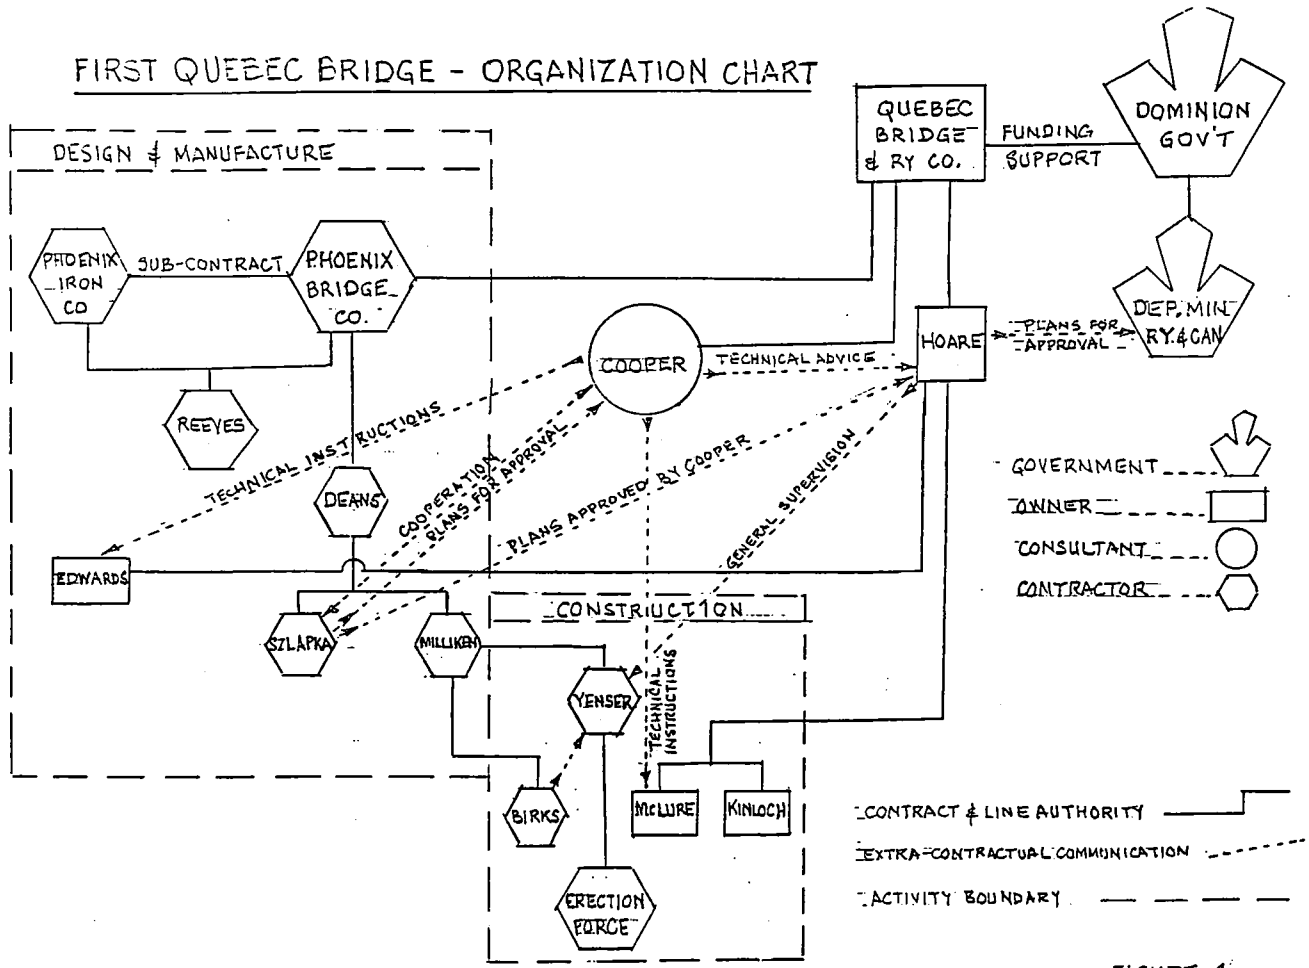 FIRST QUEBEC BRIDGE - ORGANIZATION CHART
DESIGN & MANUFACTURE
QUEBEC
BRIDGE
& RY CO.
FUNDING
SUPPORT
DOMINION
GOV'T
PHOENIX
IRON
CO
SUB-CONTRACT
PHOENIX
BRIDGE
CO.
COOPER
TECHNICAL ADVICE
HOARE
PLANS FOR
APPROVAL
DEP. MIN
RY. & CAN
REEVES
TECHNICAL INSTRUCTIONS
DEANS
COOPERATION
PLANS FOR APPROVAL
PLANS APPROVED BY COOPER
GENERAL SUPERVISION
GOVERNMENT
OWNER
CONSULTANT
CONTRACTOR
EDWARDS
CONSTRUCTION
SZLAPKA
MILLIKEN
YENSER
TECHNICAL
INSTRUCTIONS
BIRKS
McLURE
KINLOCH
ERECTION
FORCE
CONTRACT & LINE AUTHORITY
EXTRA-CONTRACTUAL COMMUNICATION
ACTIVITY BOUNDARY